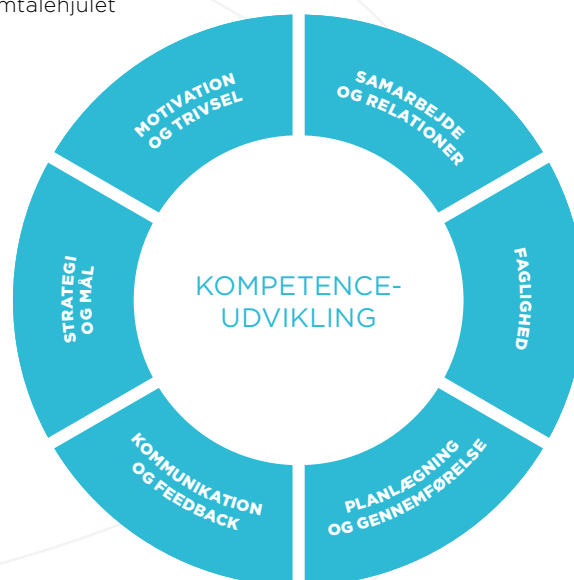 mtalehjulet
MOTIVATION
OG TRIVSEL
SAMARBEJDE
OG RELATIONER
STRATEGI
OG MÅL
KOMPETENCE-
UDVIKLING
FAGLIGHED
KOMMUNIKATION
OG FEEDBACK
PLANLÆGNING
OG GENNEMFØRELSE